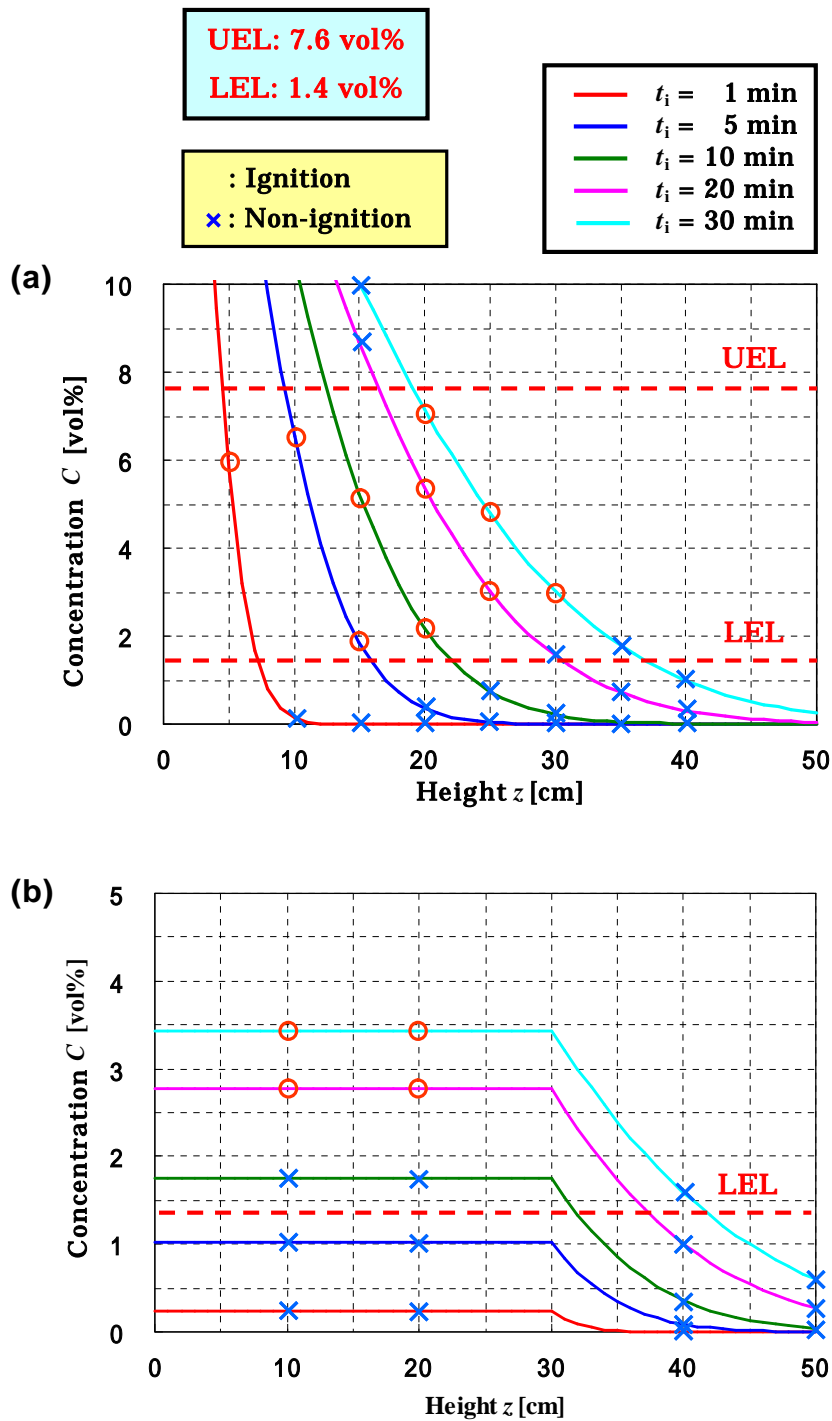 UEL: 7.6 vol%
LEL: 1.4 vol%
: Ignition
× : Non-ignition
tᵢ = 1 min
tᵢ = 5 min
tᵢ = 10 min
tᵢ = 20 min
tᵢ = 30 min
(a)
Concentration C [vol%]
10
8
6
4
2
0
UEL
LEL
0 10 20 30 40 50
Height z [cm]
(b)
Concentration C [vol%]
5
4
3
2
1
0
LEL
0 10 20 30 40 50
Height z [cm]